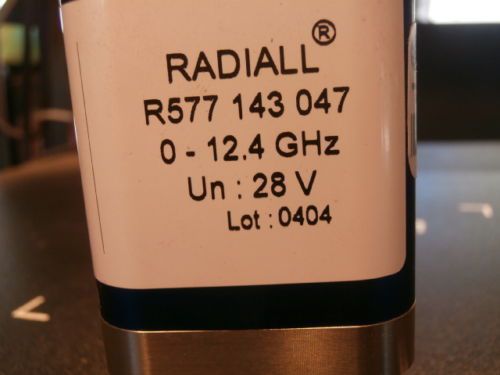 RADIALL®
R577 143 047
0 - 12.4 GHz
Un : 28 V
Lot : 0404